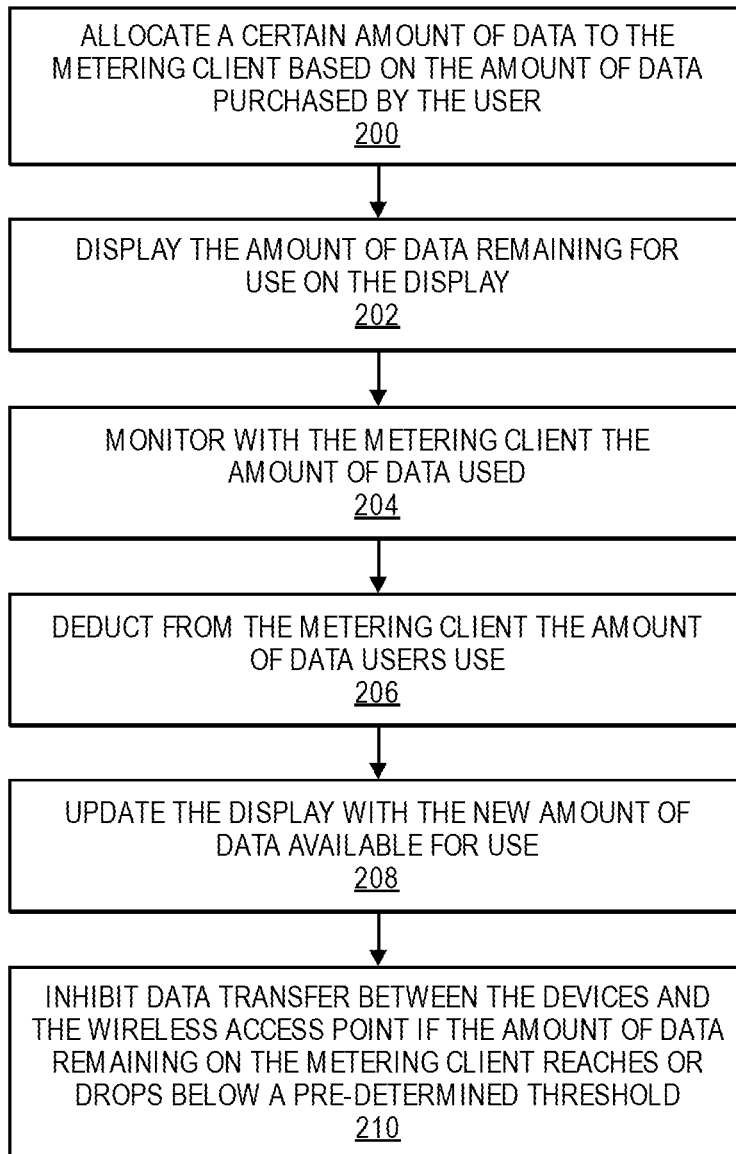 ALLOCATE A CERTAIN AMOUNT OF DATA TO THE
METERING CLIENT BASED ON THE AMOUNT OF DATA
PURCHASED BY THE USER
200
DISPLAY THE AMOUNT OF DATA REMAINING FOR
USE ON THE DISPLAY
202
MONITOR WITH THE METERING CLIENT THE
AMOUNT OF DATA USED
204
DEDUCT FROM THE METERING CLIENT THE AMOUNT
OF DATA USERS USE
206
UPDATE THE DISPLAY WITH THE NEW AMOUNT OF
DATA AVAILABLE FOR USE
208
INHIBIT DATA TRANSFER BETWEEN THE DEVICES AND
THE WIRELESS ACCESS POINT IF THE AMOUNT OF DATA
REMAINING ON THE METERING CLIENT REACHES OR
DROPS BELOW A PRE-DETERMINED THRESHOLD
210